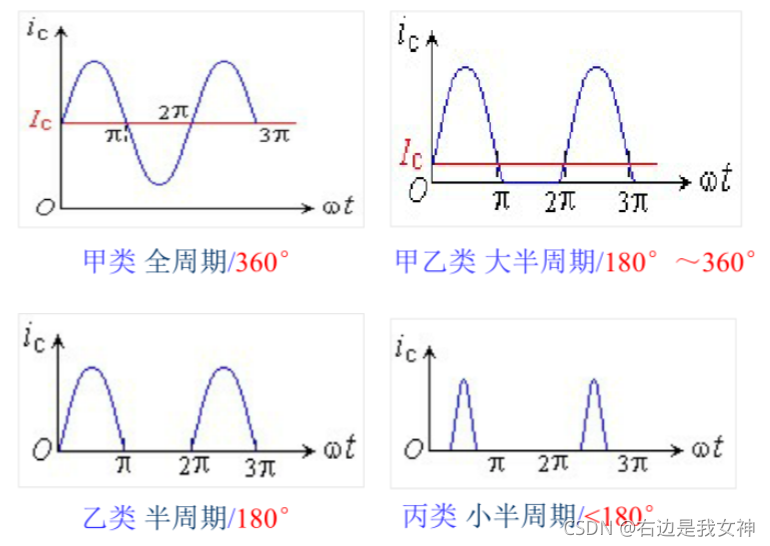 iC
IC
π
2π
3π
O
ωt
甲类 全周期/360°
iC
IC
O
π
2π
3π
ωt
甲乙类 大半周期/180° ～360°
iC
O
π
2π
3π
ωt
乙类 半周期/180°
iC
O
π
2π
3π
ωt
丙类 小半周期/<180°
CSDN @右边是我女神